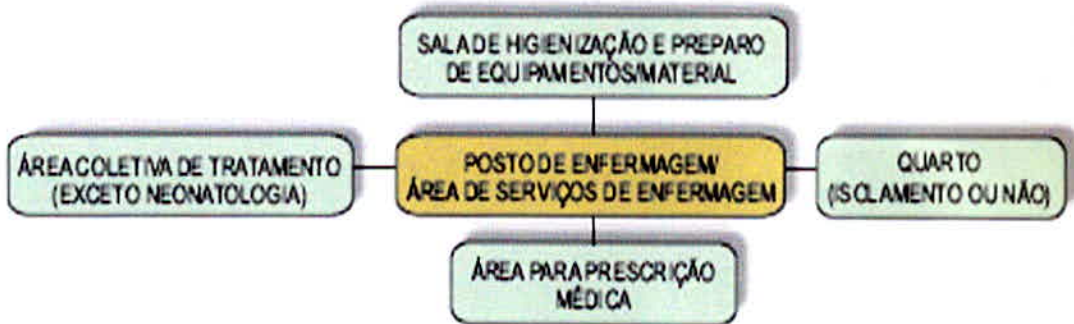 SALA DE HIGIENIZAÇÃO E PREPARO
DE EQUIPAMENTOS/MATERIAL
ÁREA COLETIVA DE TRATAMENTO
(EXCETO NEONATOLOGIA)
POSTO DE ENFERMAGEM/
ÁREA DE SERVIÇOS DE ENFERMAGEM
QUARTO
(ISOLAMENTO OU NÃO)
ÁREA PARA PRESCRIÇÃO
MÉDICA